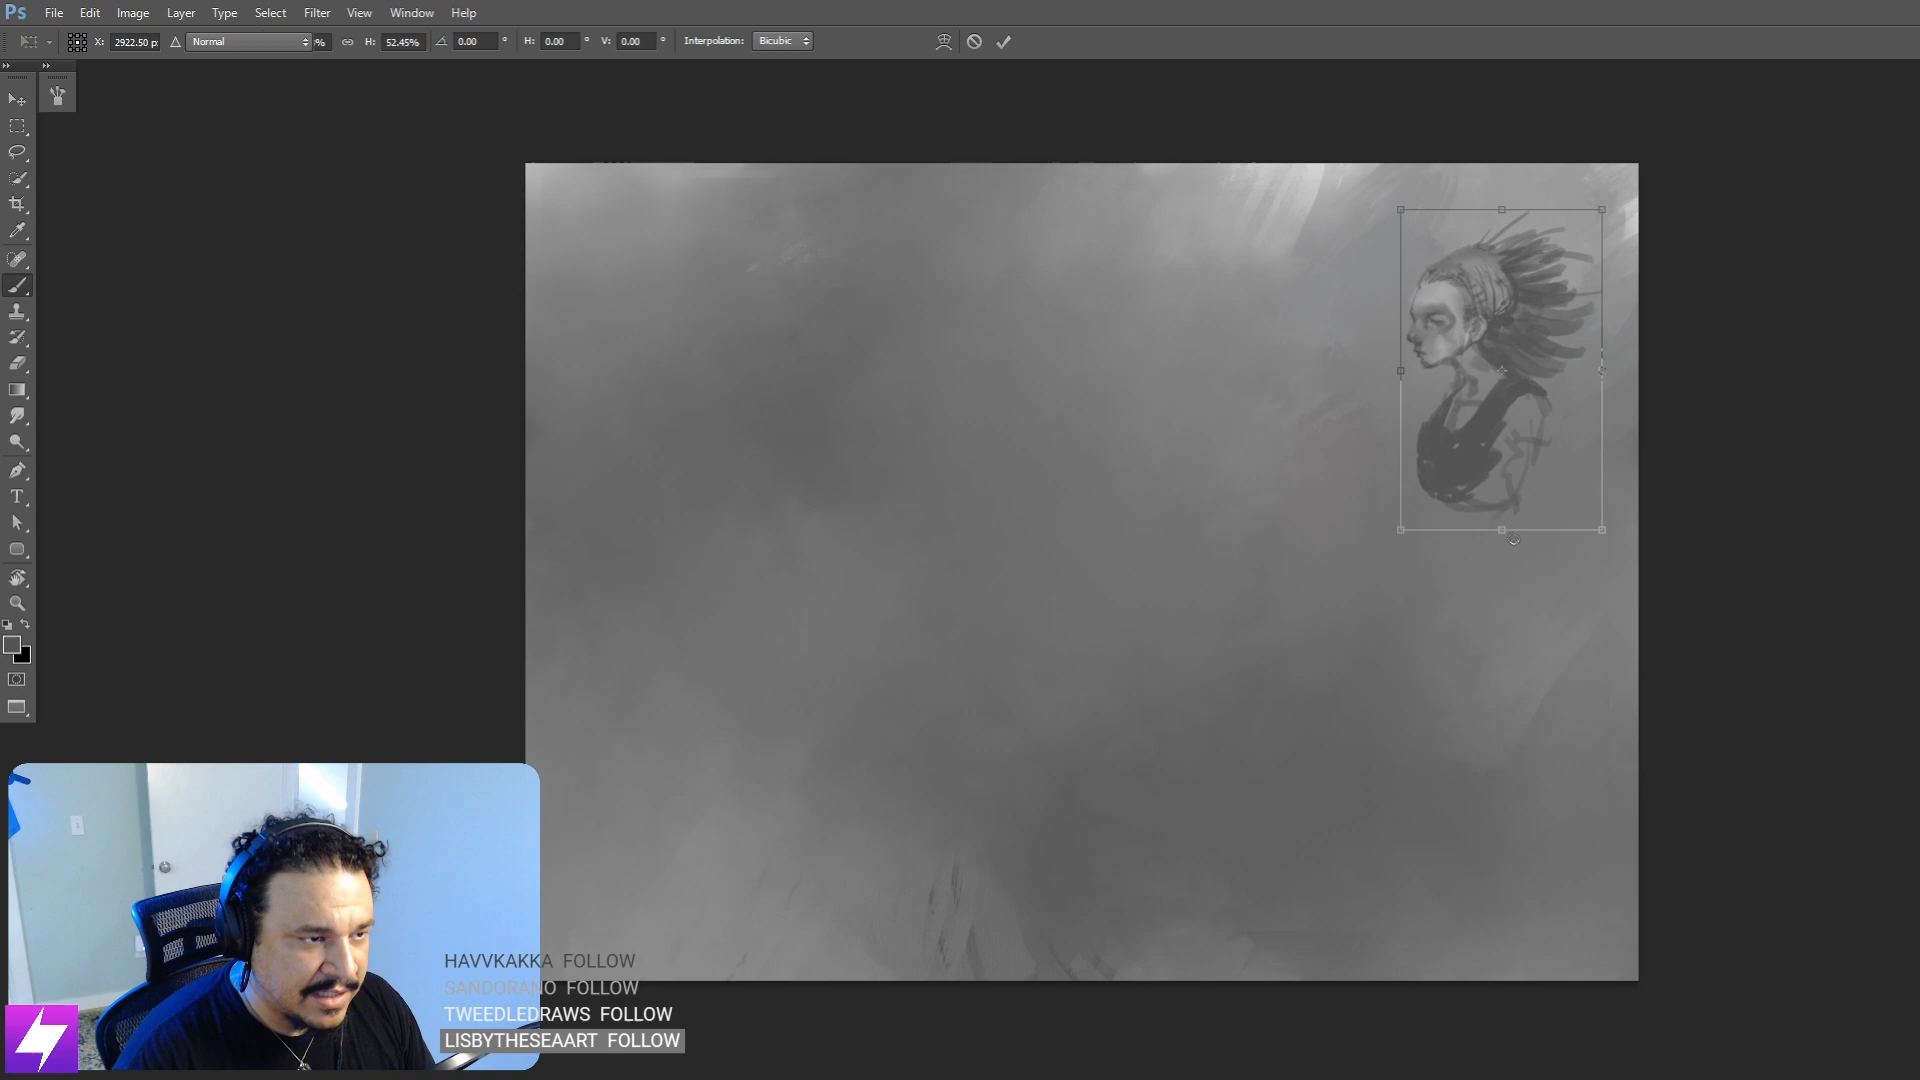 Ps File Edit Image Layer Type Select Filter View Window Help
X: 2922.50 p: Normal % H: 52.45% 0.00 ° H: 0.00 ° V: 0.00 ° Interpolation: Bicubic
T
HAVVKAKKA FOLLOW
SANDORANO FOLLOW
TWEEDLEDRAWS FOLLOW
LISBYTHESEAART FOLLOW